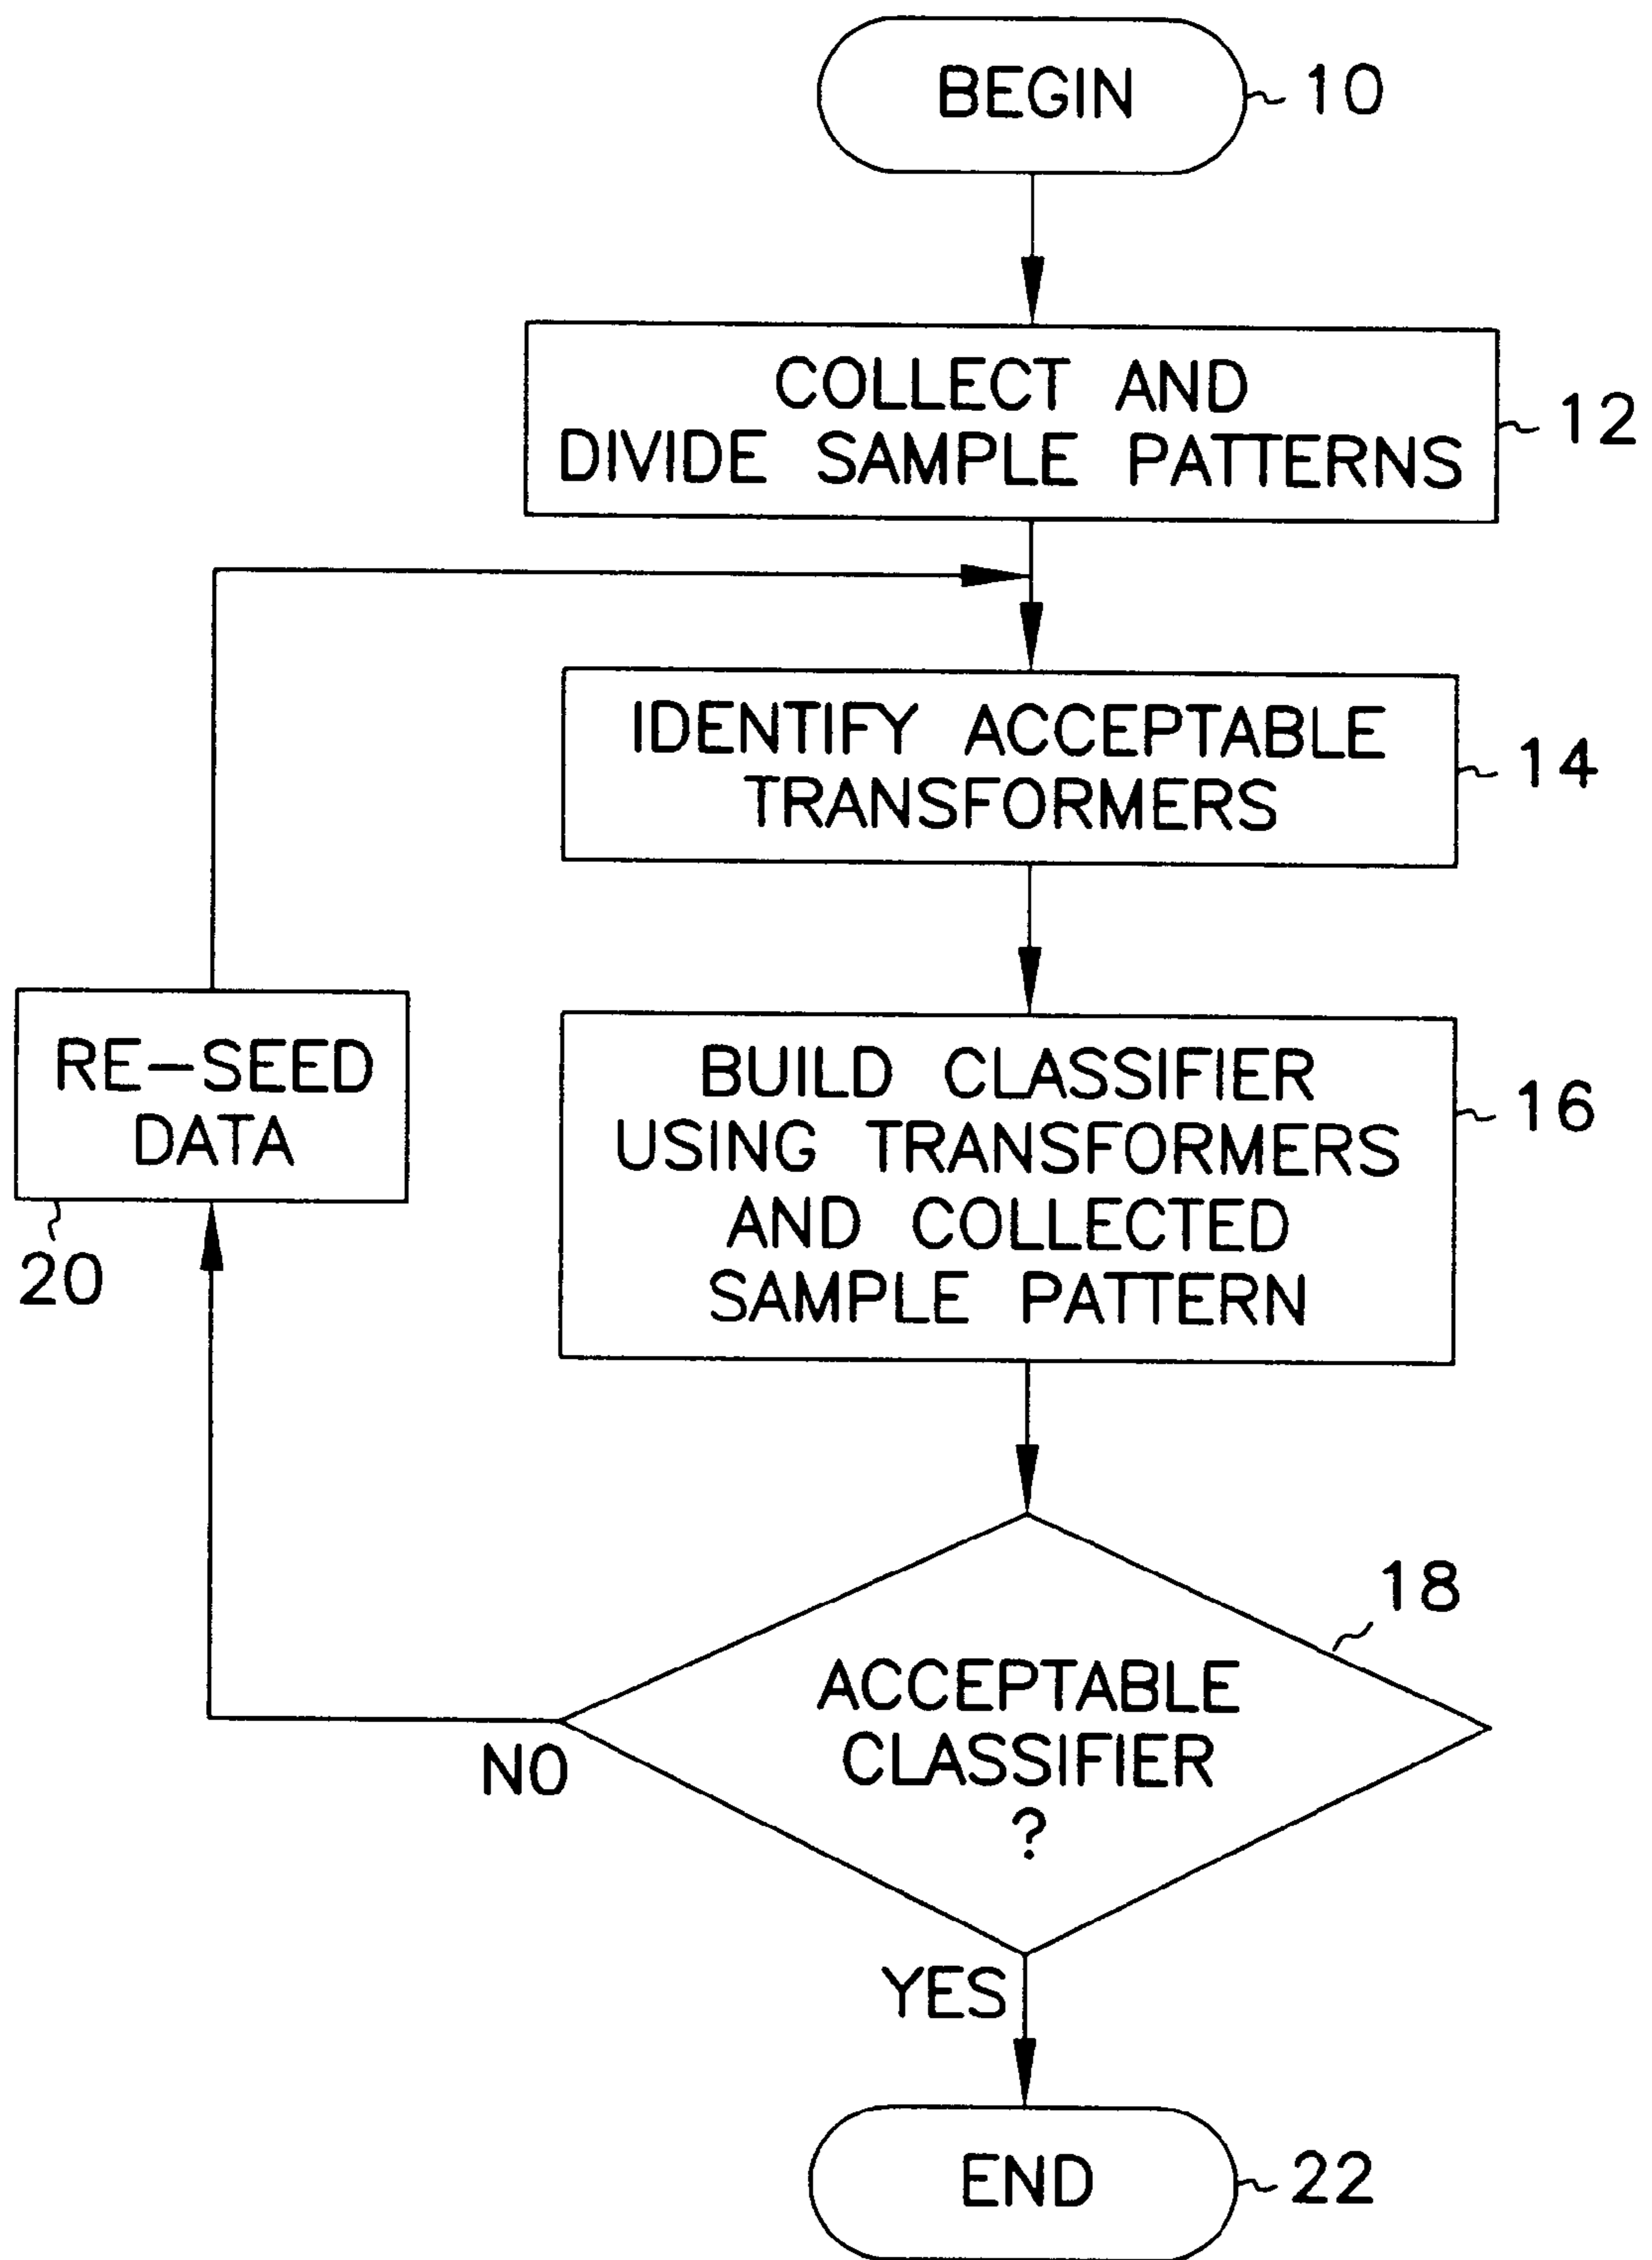 BEGIN
10
COLLECT AND
DIVIDE SAMPLE PATTERNS
12
IDENTIFY ACCEPTABLE
TRANSFORMERS
14
BUILD CLASSIFIER
USING TRANSFORMERS
AND COLLECTED
SAMPLE PATTERN
16
RE-SEED
DATA
20
ACCEPTABLE
CLASSIFIER
?
18
NO
YES
END
22